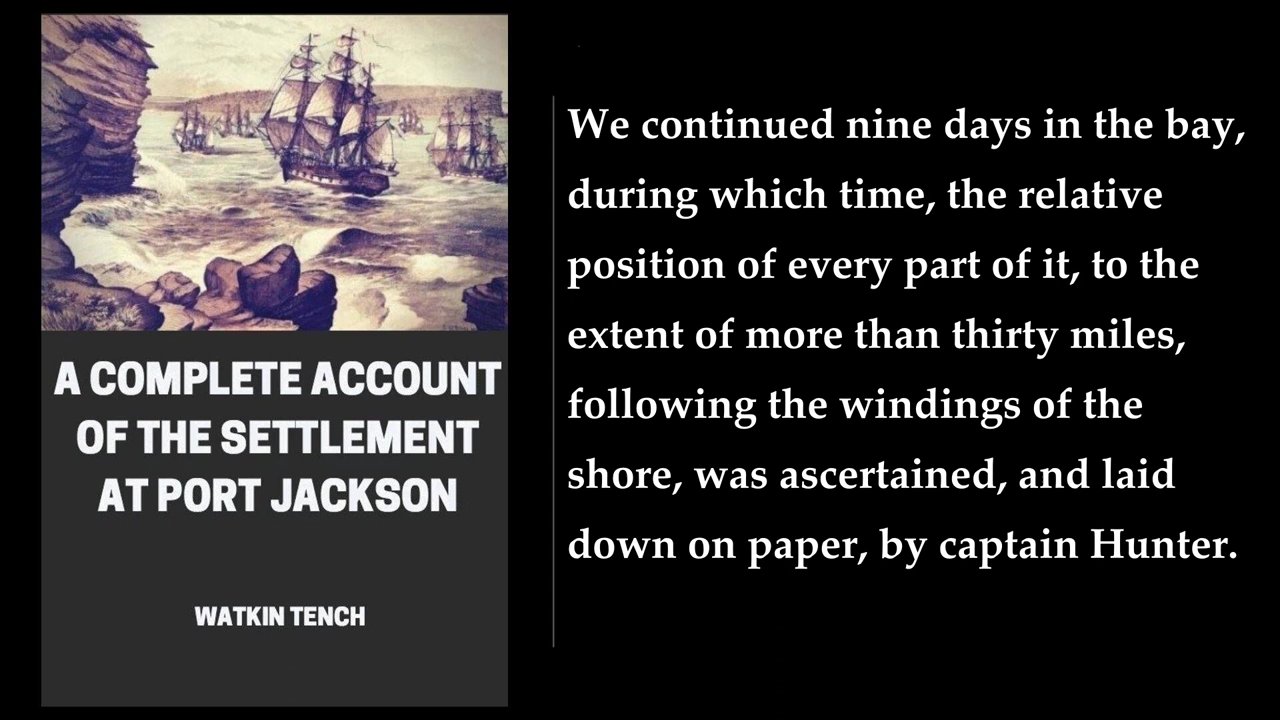 A COMPLETE ACCOUNT
OF THE SETTLEMENT
AT PORT JACKSON
WATKIN TENCH
We continued nine days in the bay,
during which time, the relative
position of every part of it, to the
extent of more than thirty miles,
following the windings of the
shore, was ascertained, and laid
down on paper, by captain Hunter.